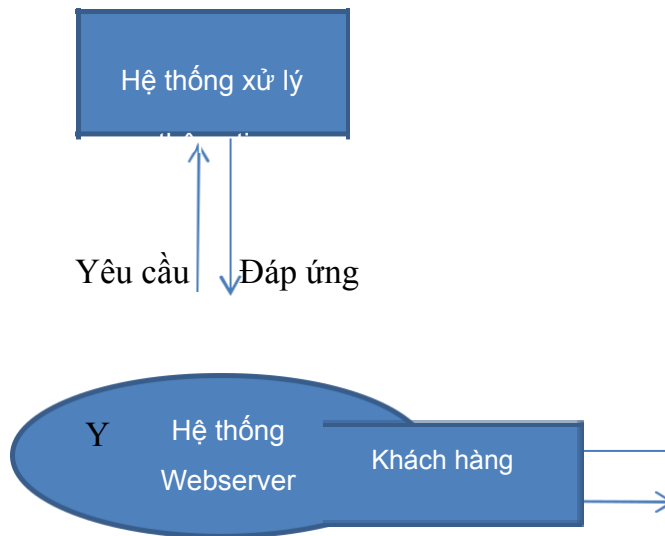 Hệ thống xử lý
Yêu cầu
Đáp ứng
Y
Hệ thống
Webserver
Khách hàng